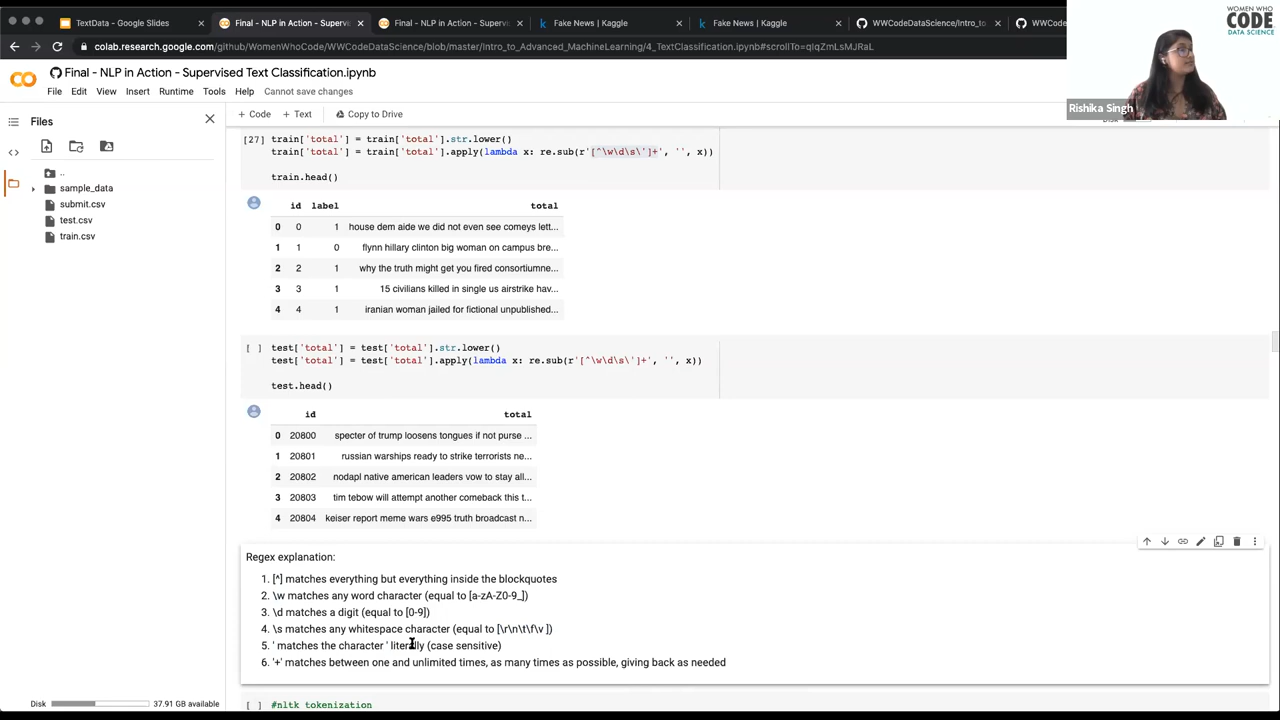 TextData - Google Slides
Final - NLP in Action - Supervis
Final - NLP in Action - Superv
Fake News | Kaggle
Fake News | Kaggle
WWCodeDataScience/Intro_to
WWCode
WOMEN WHO
CODE
DATA SCIENCE
colab.research.google.com/github/WomenWhoCode/WWCodeDataScience/blob/master/Intro_to_Advanced_MachineLearning/4_TextClassification.ipynb#scrollTo=qIqZmLsMJRaL
Final - NLP in Action - Supervised Text Classification.ipynb
File Edit View Insert Runtime Tools Help Cannot save changes
Rishika Singh
Disk
+ Code + Text Copy to Drive
Files
..
sample_data
submit.csv
test.csv
train.csv
[27] train['total'] = train['total'].str.lower()
train['total'] = train['total'].apply(lambda x: re.sub(r'[^\w\d\s\']+', '', x))
train.head()
id label total
0 0 1 house dem aide we did not even see comeys lett...
1 1 0 flynn hillary clinton big woman on campus bre...
2 2 1 why the truth might get you fired consortiumne...
3 3 1 15 civilians killed in single us airstrike hav...
4 4 1 iranian woman jailed for fictional unpublished...
[ ] test['total'] = test['total'].str.lower()
test['total'] = test['total'].apply(lambda x: re.sub(r'[^\w\d\s\']+', '', x))
test.head()
id total
0 20800 specter of trump loosens tongues if not purse ...
1 20801 russian warships ready to strike terrorists ne...
2 20802 nodapl native american leaders vow to stay all...
3 20803 tim tebow will attempt another comeback this t...
4 20804 keiser report meme wars e995 truth broadcast n...
Regex explanation:
1. [^] matches everything but everything inside the blockquotes
2. \w matches any word character (equal to [a-zA-Z0-9_])
3. \d matches a digit (equal to [0-9])
4. \s matches any whitespace character (equal to [\r\n\t\f\v ])
5. ' matches the character ' literally (case sensitive)
6. '+' matches between one and unlimited times, as many times as possible, giving back as needed
[ ] #nltk tokenization
Disk 37.91 GB available